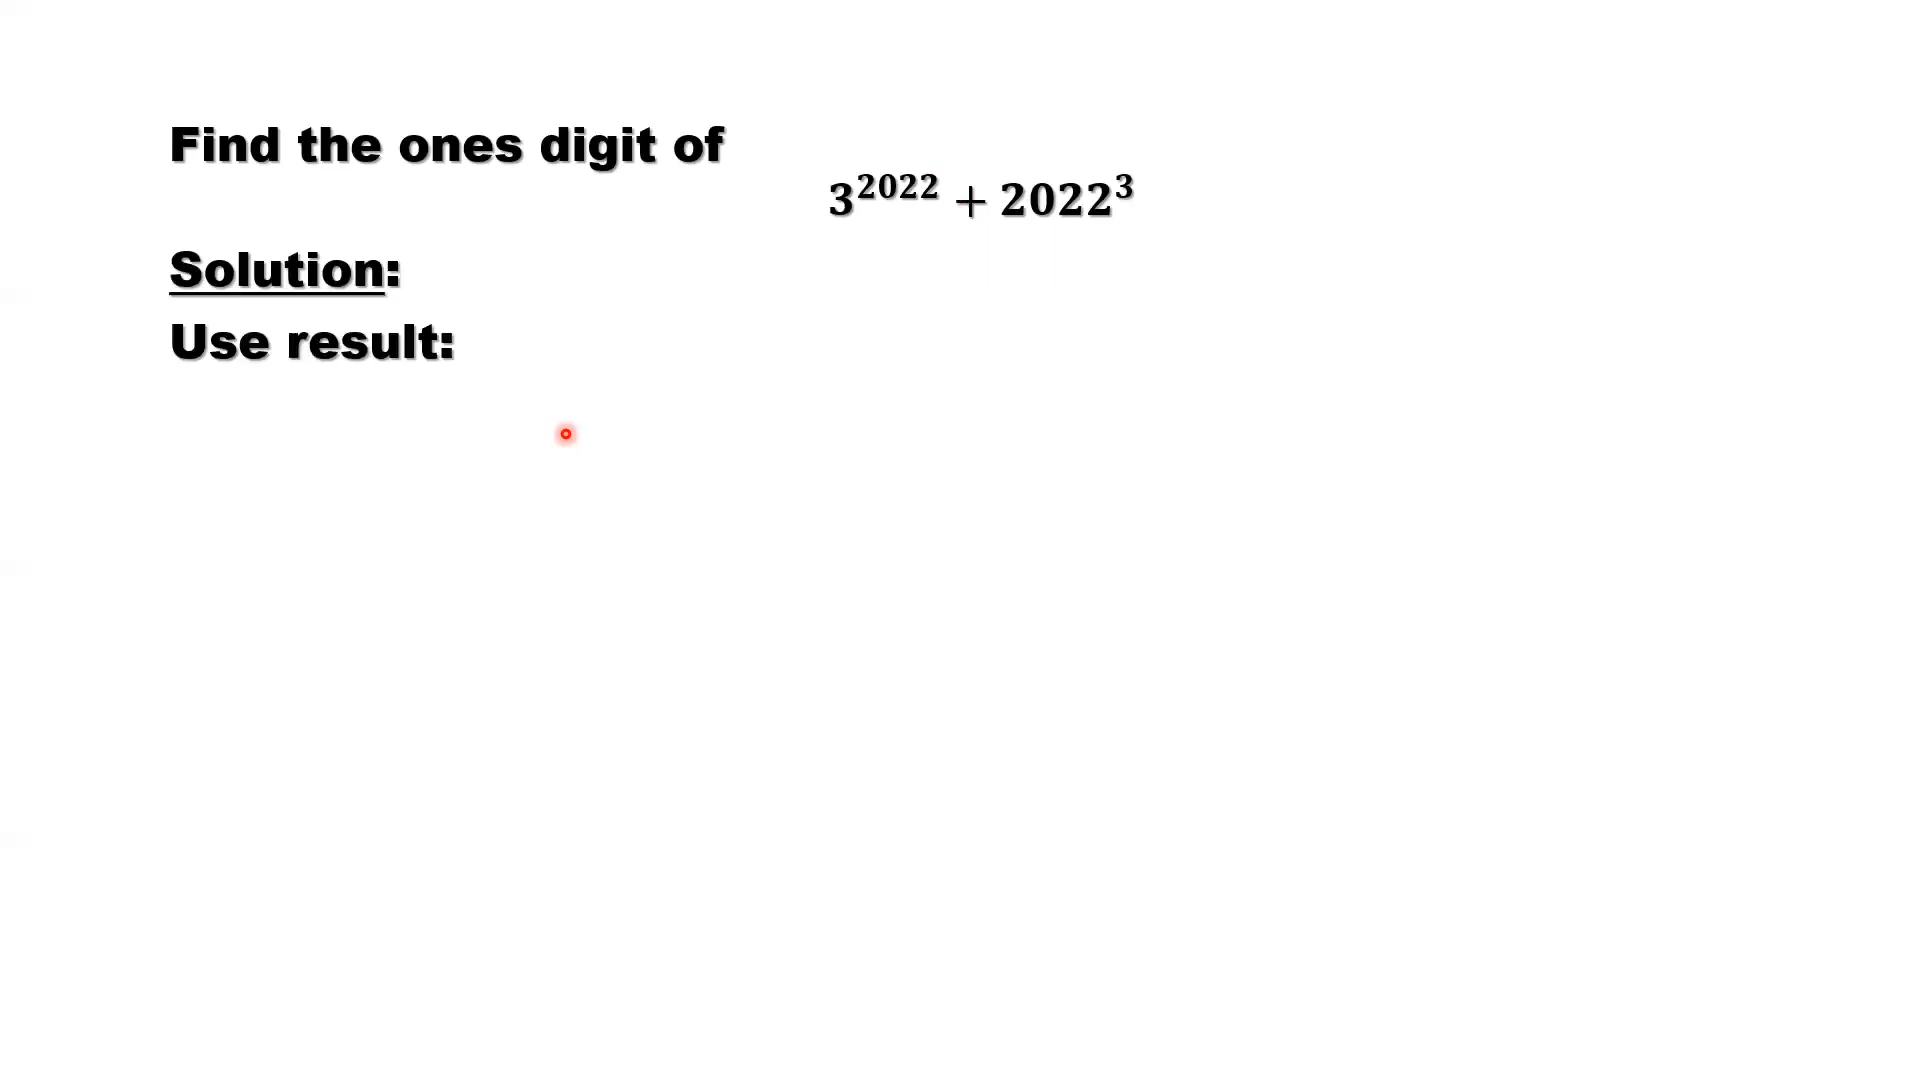 Find the ones digit of
3^2022 + 2022^3
Solution:
Use result: